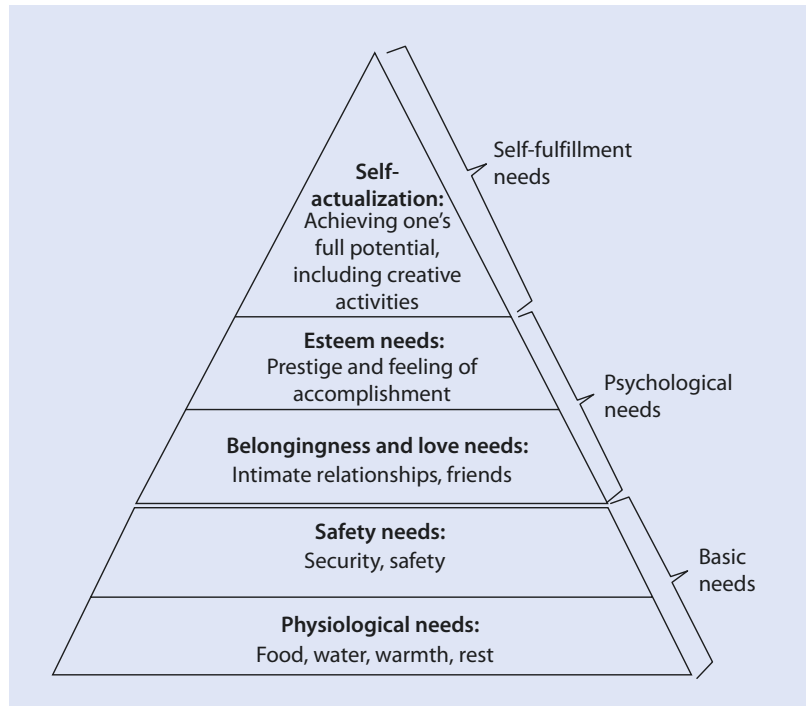 Self-
actualization:
Achieving one's
full potential,
including creative
activities
Esteem needs:
Prestige and feeling of
accomplishment
Belongingness and love needs:
Intimate relationships, friends
Safety needs:
Security, safety
Physiological needs:
Food, water, warmth, rest
Self-fulfillment
needs
Psychological
needs
Basic
needs